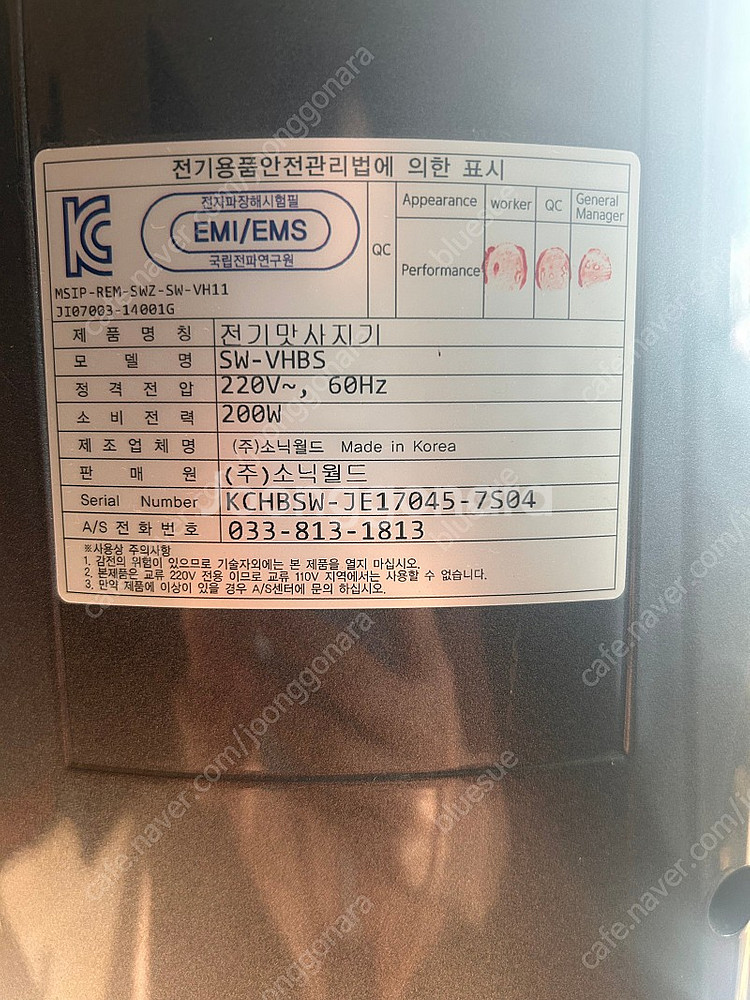 전기용품안전관리법에 의한 표시
전자파장해시험필
EMI/EMS
국립전파연구원
MSIP-REM-SWZ-SW-VH11
JI07003-14001G
QC
Appearance worker QC General Manager
Performance
제품명칭 전기맛사지기
모델명 SW-VHBS
정격전압 220V~, 60Hz
소비전력 200W
제조업체명 (주)소닉월드 Made in Korea
판매원 (주)소닉월드
Serial Number KCHBSW-JE17045-7S04
A/S 전화번호 033-813-1813
※사용상 주의사항
1. 감전의 위험이 있으므로 기술자외에는 본 제품을 열지 마십시오.
2. 본제품은 교류 220V 전용 이므로 교류 110V 지역에서는 사용할 수 없습니다.
3. 만약 제품에 이상이 있을 경우 A/S센터에 문의 하십시오.
cafe.naver.com/joonggonara
bluesue